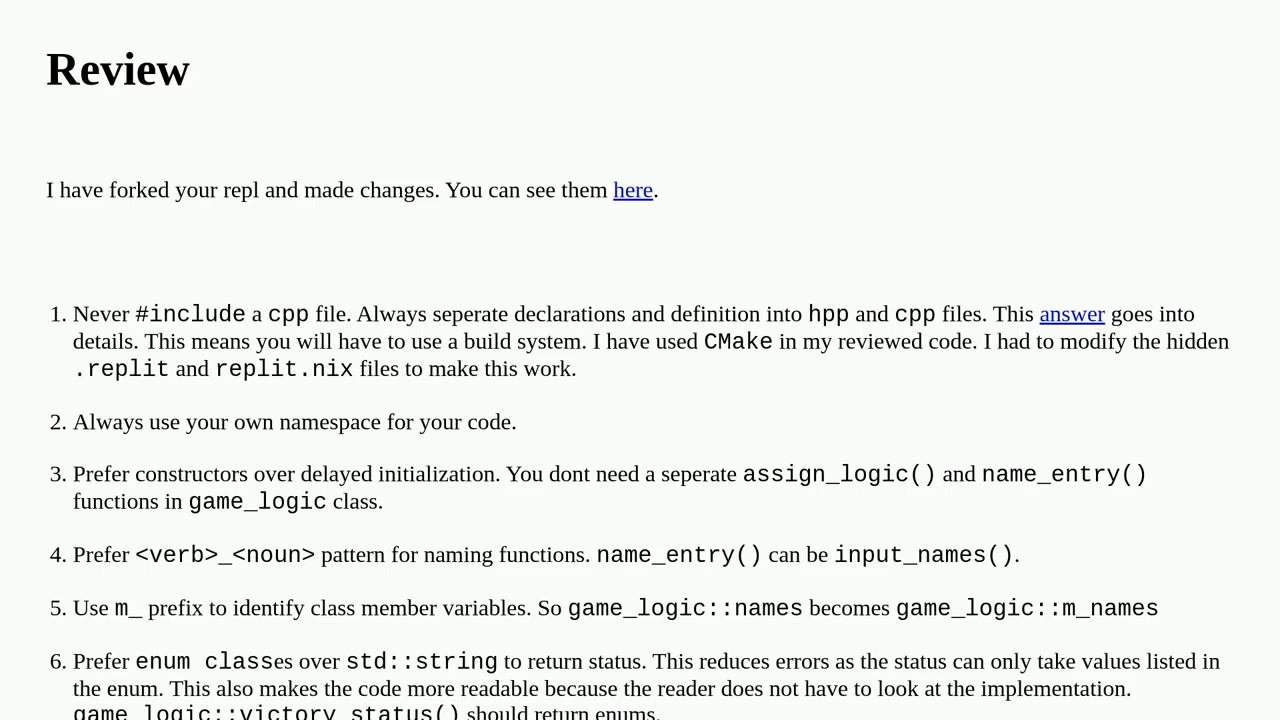 Review
I have forked your repl and made changes. You can see them here.
1. Never #include a cpp file. Always seperate declarations and definition into hpp and cpp files. This answer goes into
details. This means you will have to use a build system. I have used CMake in my reviewed code. I had to modify the hidden
.replit and replit.nix files to make this work.
2. Always use your own namespace for your code.
3. Prefer constructors over delayed initialization. You dont need a seperate assign_logic() and name_entry()
functions in game_logic class.
4. Prefer <verb>_<noun> pattern for naming functions. name_entry() can be input_names().
5. Use m_ prefix to identify class member variables. So game_logic::names becomes game_logic::m_names
6. Prefer enum classes over std::string to return status. This reduces errors as the status can only take values listed in
the enum. This also makes the code more readable because the reader does not have to look at the implementation.
game_logic::victory_status() should return enums.